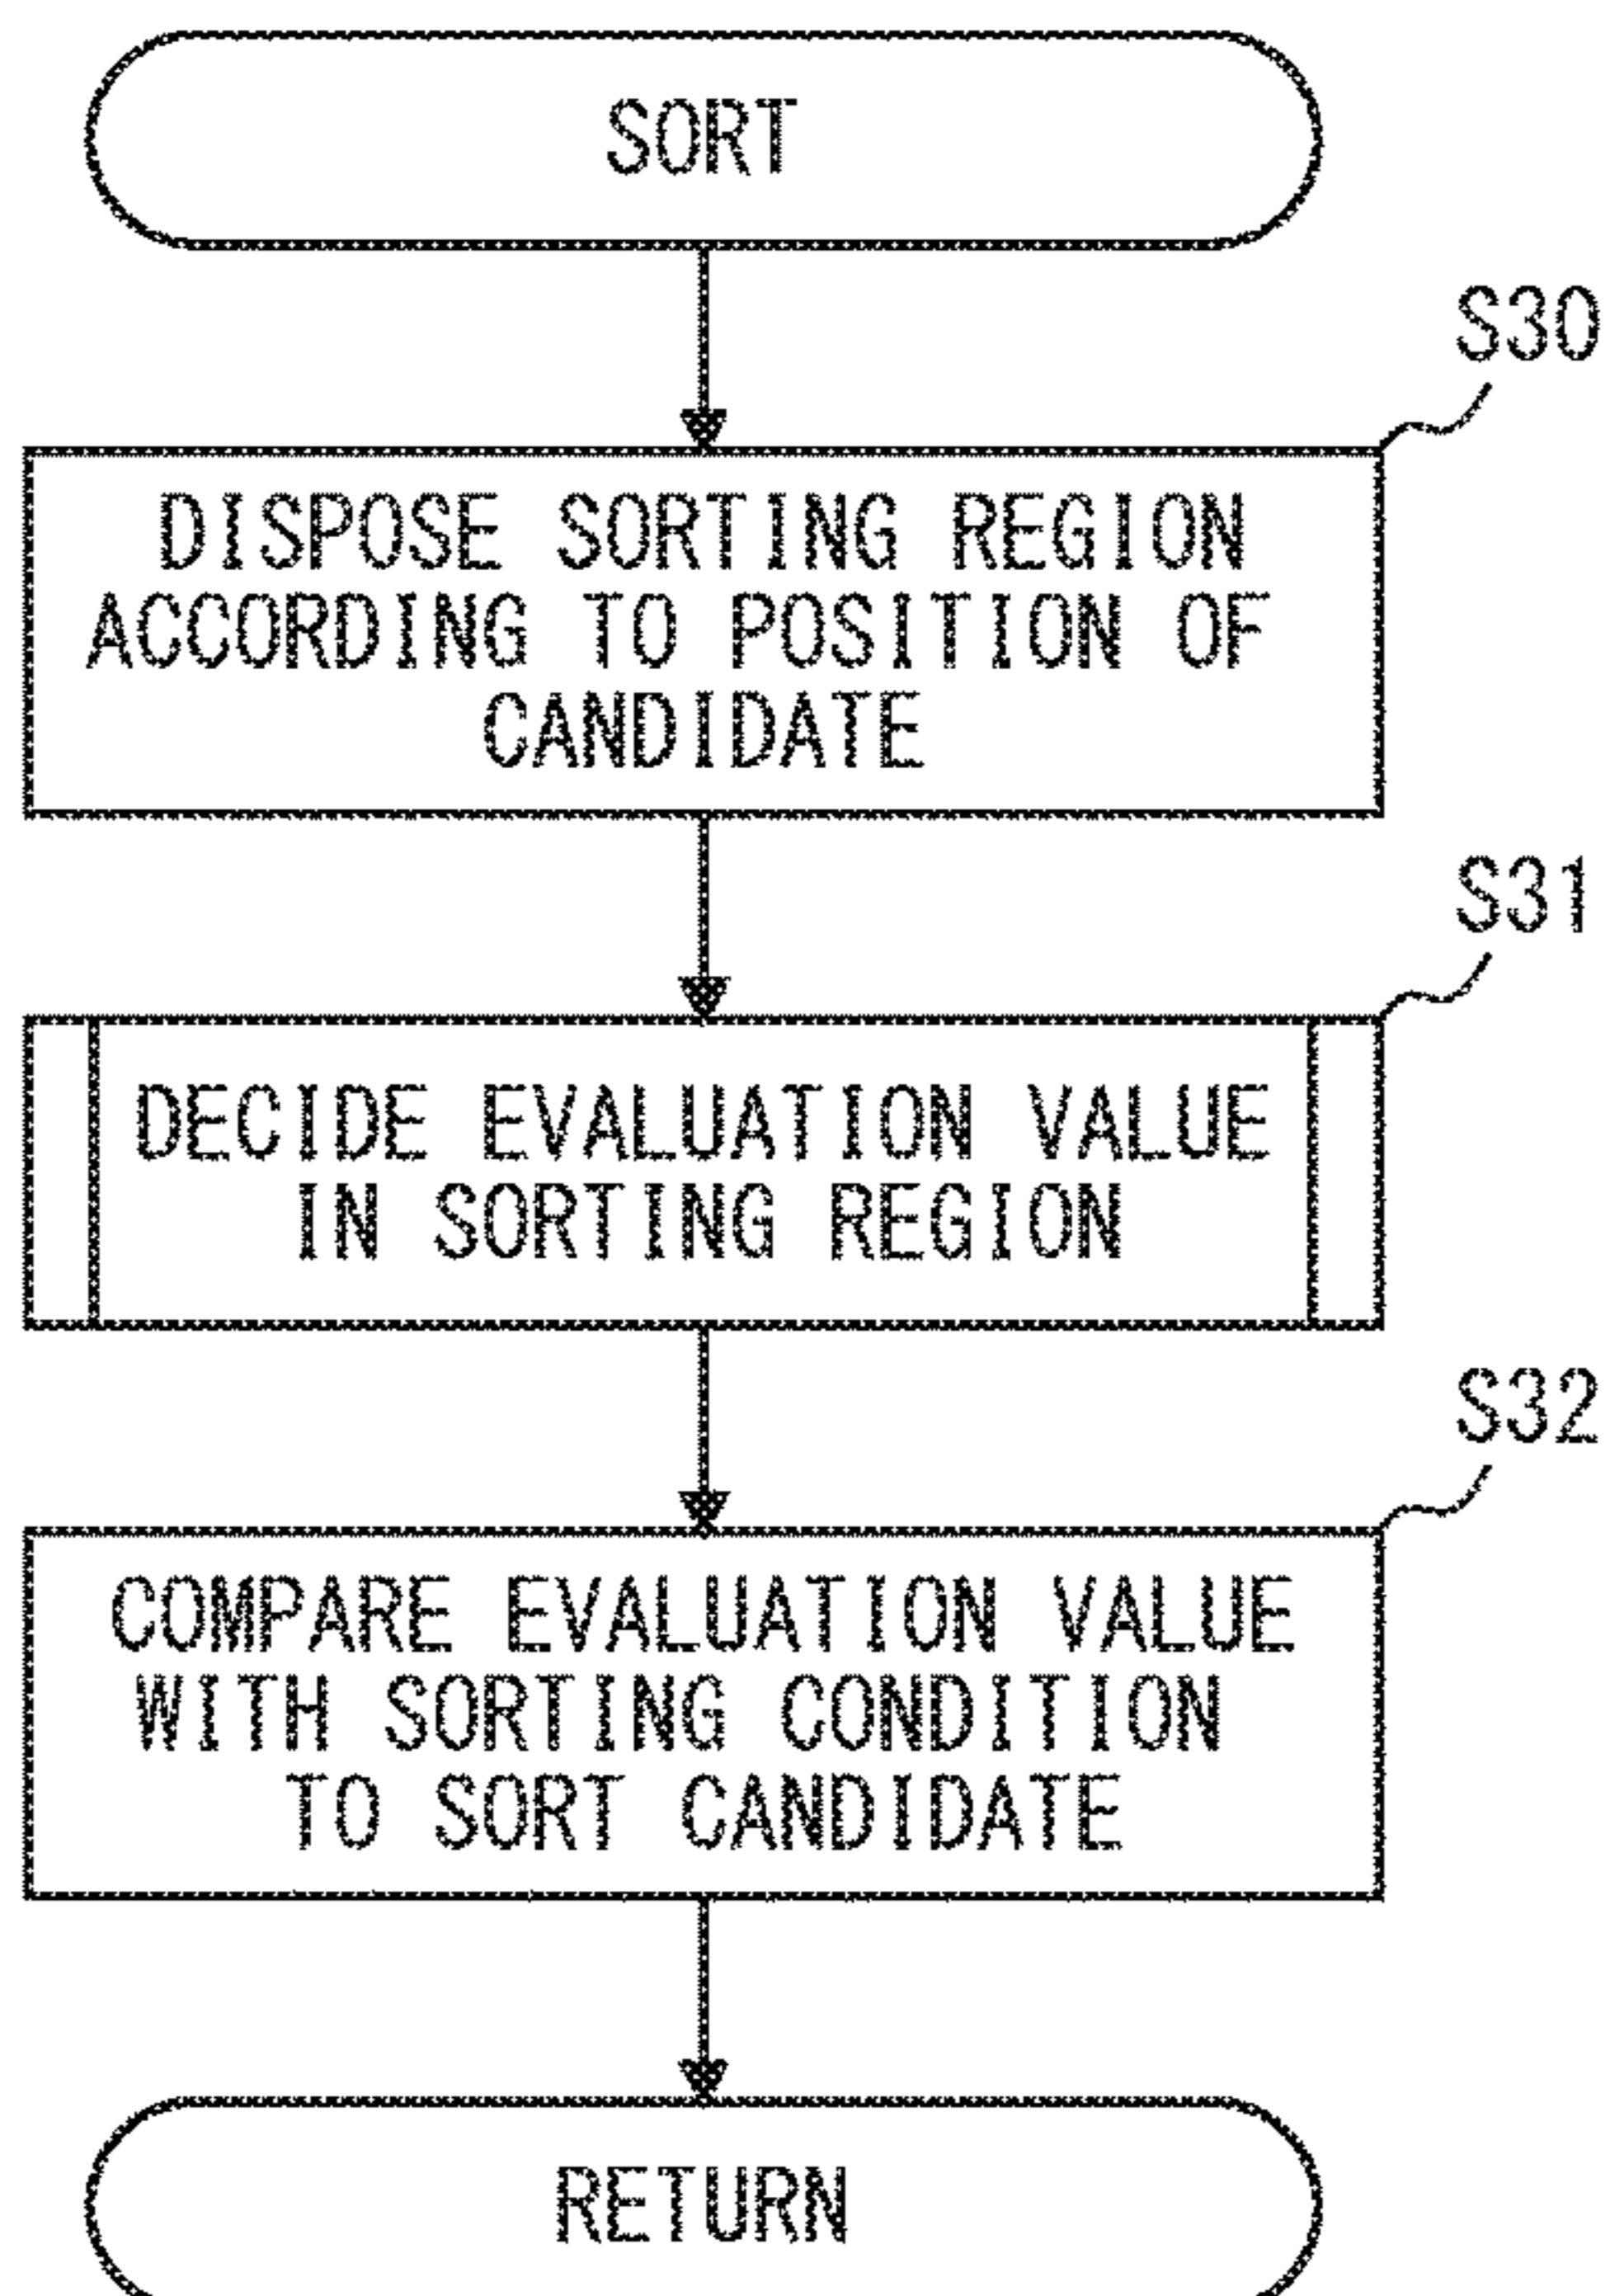 SORT
S30
DISPOSE SORTING REGION
ACCORDING TO POSITION OF
CANDIDATE
S31
DECIDE EVALUATION VALUE
IN SORTING REGION
S32
COMPARE EVALUATION VALUE
WITH SORTING CONDITION
TO SORT CANDIDATE
RETURN